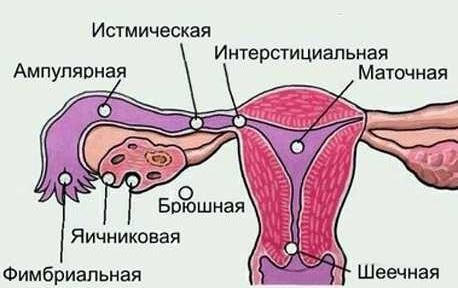 Истмическая
Интерстициальная
Ампулярная
Маточная
Брюшная
Яичниковая
Фимбриальная
Шеечная